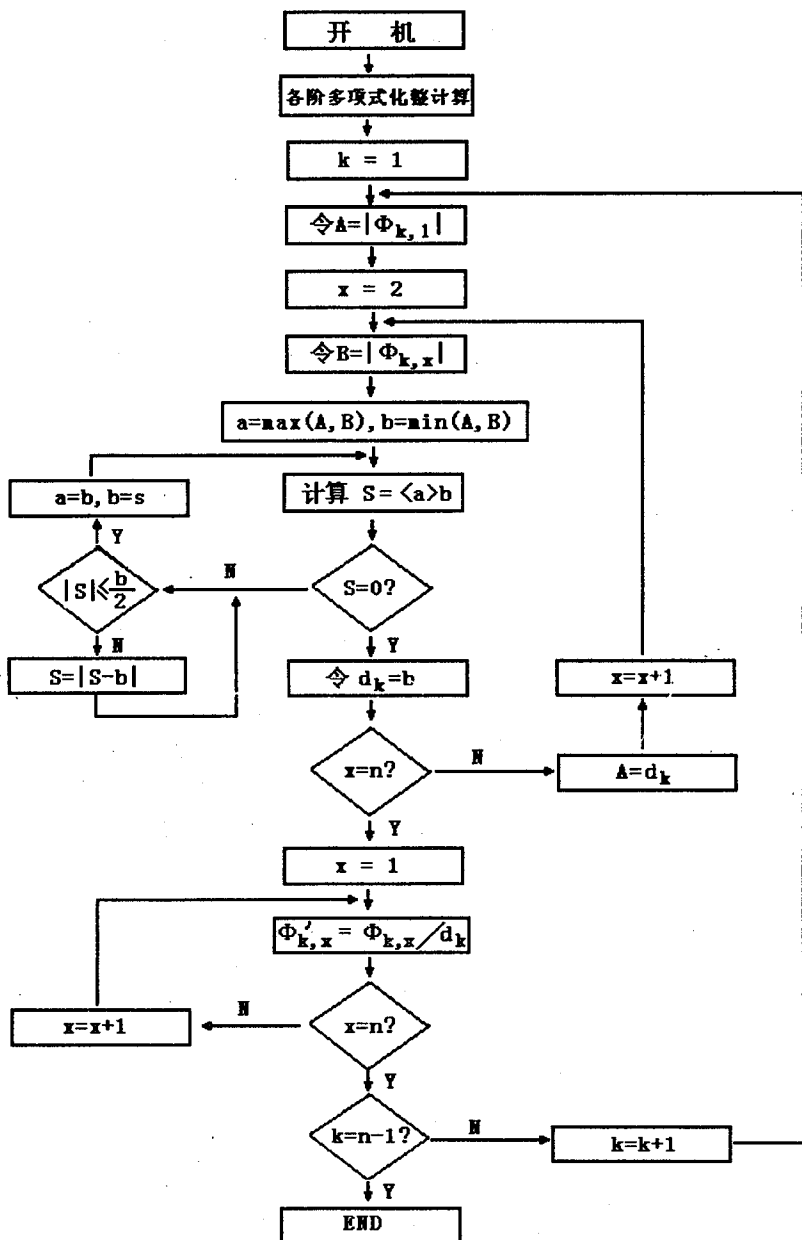 开 机
各阶多项式化整计算
k = 1
令A=|Φk,1|
x = 2
令B=|Φk,x|
a=max(A,B),b=min(A,B)
a=b,b=s
计算 S=<a>b
Y
|S|≤b/2
N
S=0?
N
Y
S=|S-b|
令 dk=b
x=x+1
x=n?
N
A=dk
Y
x = 1
Φ'k,x = Φk,x/dk
x=x+1
N
x=n?
Y
k=n-1?
N
k=k+1
Y
END